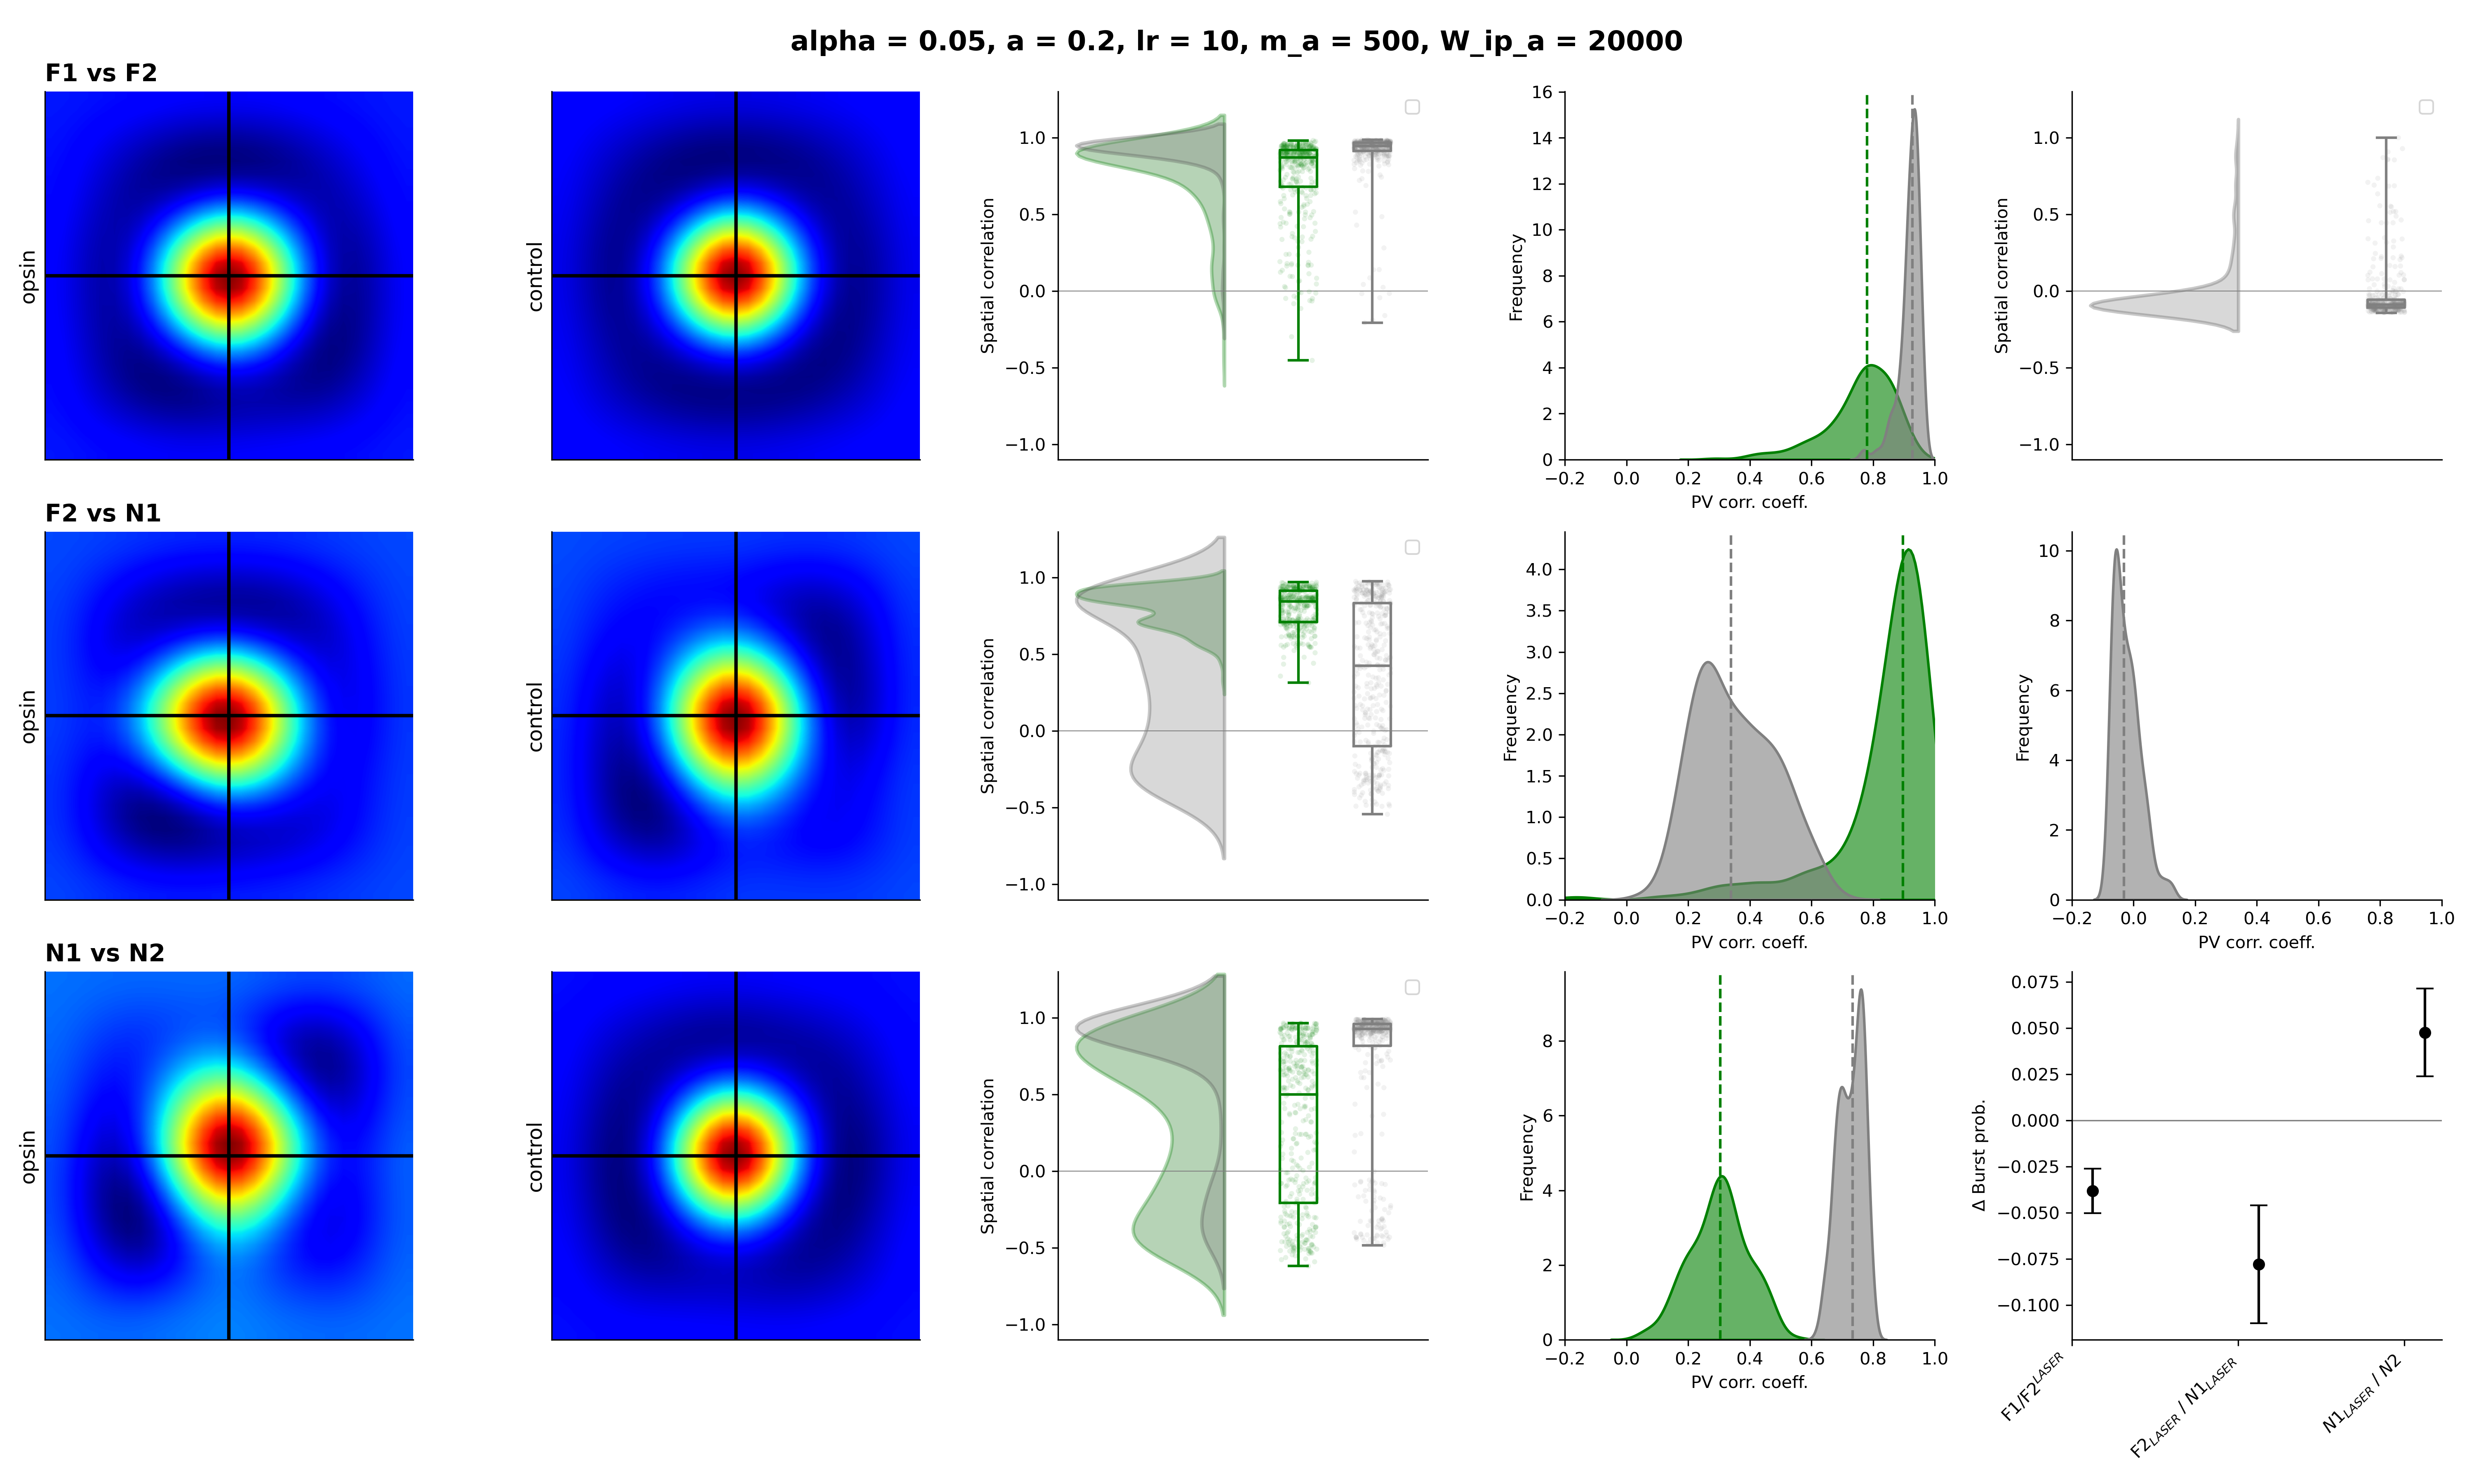 alpha = 0.05, a = 0.2, lr = 10, m_a = 500, W_ip_a = 20000
F1 vs F2
opsin
control
Spatial correlation
1.0
0.5
0.0
−0.5
−1.0
Frequency
16
14
12
10
8
6
4
2
0
−0.2 0.0 0.2 0.4 0.6 0.8 1.0
PV corr. coeff.
Spatial correlation
1.0
0.5
0.0
−0.5
−1.0
F2 vs N1
opsin
control
Spatial correlation
1.0
0.5
0.0
−0.5
−1.0
Frequency
4.0
3.5
3.0
2.5
2.0
1.5
1.0
0.5
0.0
−0.2 0.0 0.2 0.4 0.6 0.8 1.0
PV corr. coeff.
Frequency
10
8
6
4
2
0
−0.2 0.0 0.2 0.4 0.6 0.8 1.0
PV corr. coeff.
N1 vs N2
opsin
control
Spatial correlation
1.0
0.5
0.0
−0.5
−1.0
Frequency
8
6
4
2
0
−0.2 0.0 0.2 0.4 0.6 0.8 1.0
PV corr. coeff.
Δ Burst prob.
0.075
0.050
0.025
0.000
−0.025
−0.050
−0.075
−0.100
F1/F2^LASER
F2_LASER / N1_LASER
N1_LASER / N2